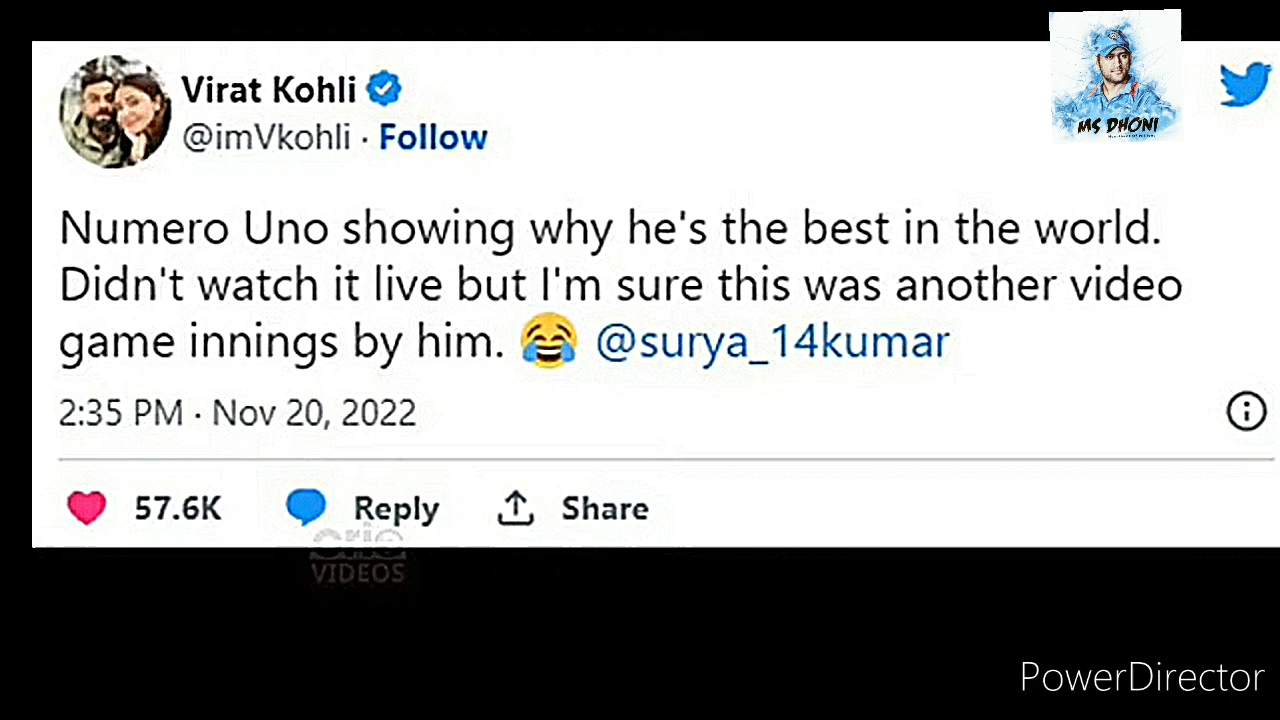 Virat Kohli
@imVkohli · Follow
MS DHONI
Numero Uno showing why he's the best in the world.
Didn't watch it live but I'm sure this was another video
game innings by him. 😂 @surya_14kumar
2:35 PM · Nov 20, 2022
57.6K Reply Share
VIDEOS
PowerDirector